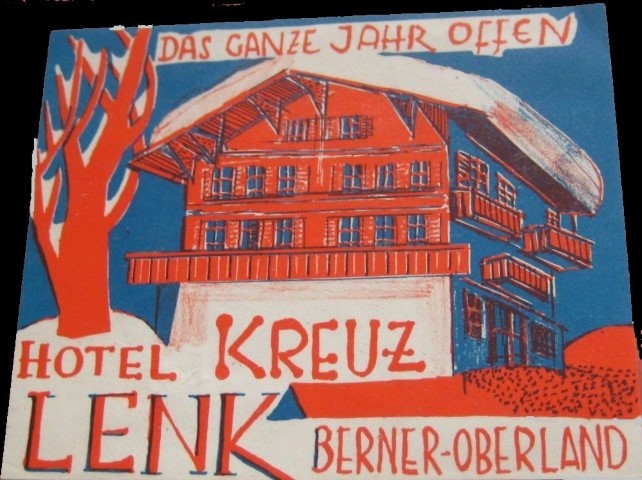 DAS GANZE JAHR OFFEN
HOTEL KREUZ
LENK
BERNER-OBERLAND